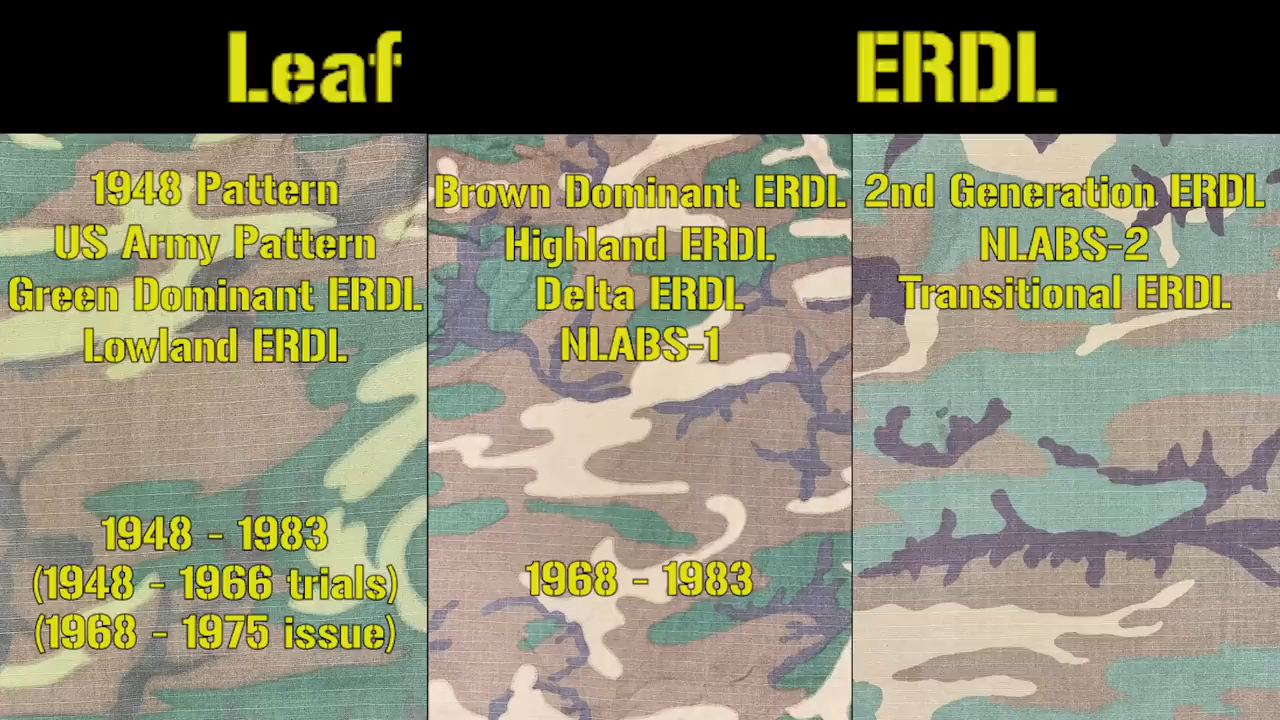 Leaf
ERDL
1948 Pattern
US Army Pattern
Green Dominant ERDL
Lowland ERDL
1948 - 1983
(1948 - 1966 trials)
(1968 - 1975 issue)
Brown Dominant ERDL
Highland ERDL
Delta ERDL
NLABS-1
1968 - 1983
2nd Generation ERDL
NLABS-2
Transitional ERDL